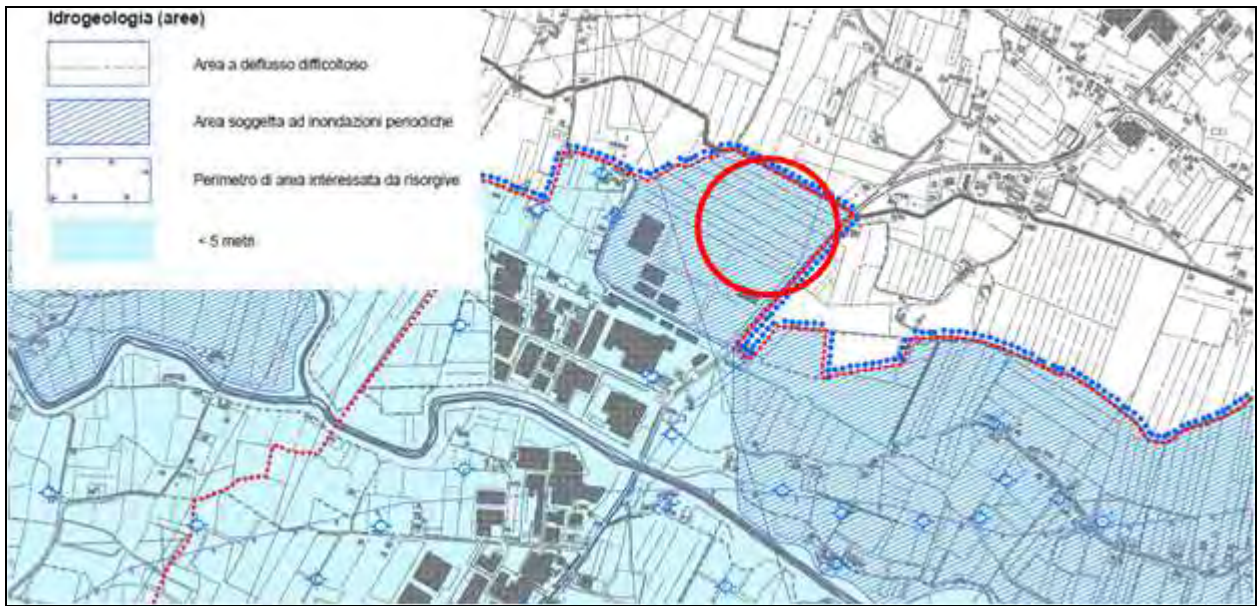 Idrogeologia (aree)
Area a deflusso difficoltoso
Area soggetta ad inondazioni periodiche
Perimetro di area interessata da risorgive
< 5 metri